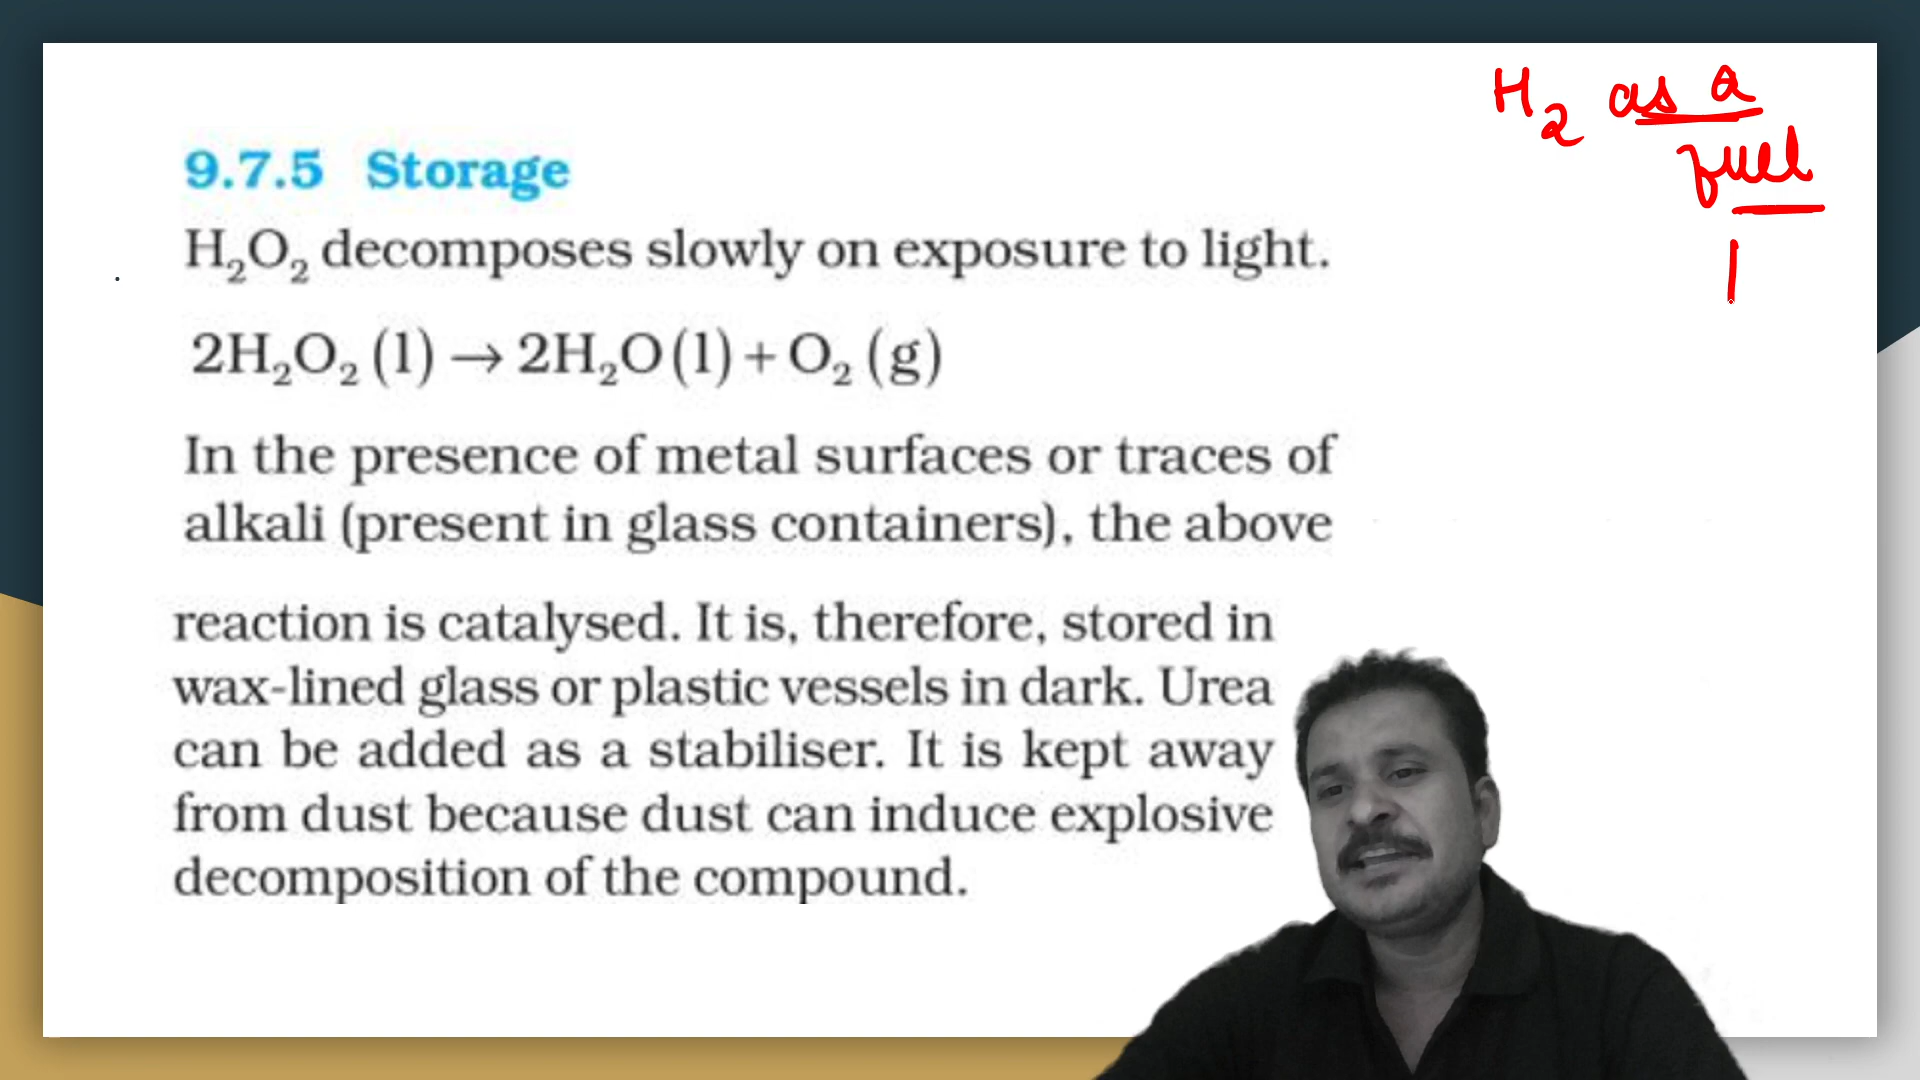 H₂ as a
fuel
9.7.5 Storage
H₂O₂ decomposes slowly on exposure to light.
2H₂O₂ (l) → 2H₂O (l) + O₂ (g)
In the presence of metal surfaces or traces of
alkali (present in glass containers), the above
reaction is catalysed. It is, therefore, stored in
wax-lined glass or plastic vessels in dark. Urea
can be added as a stabiliser. It is kept away
from dust because dust can induce explosive
decomposition of the compound.